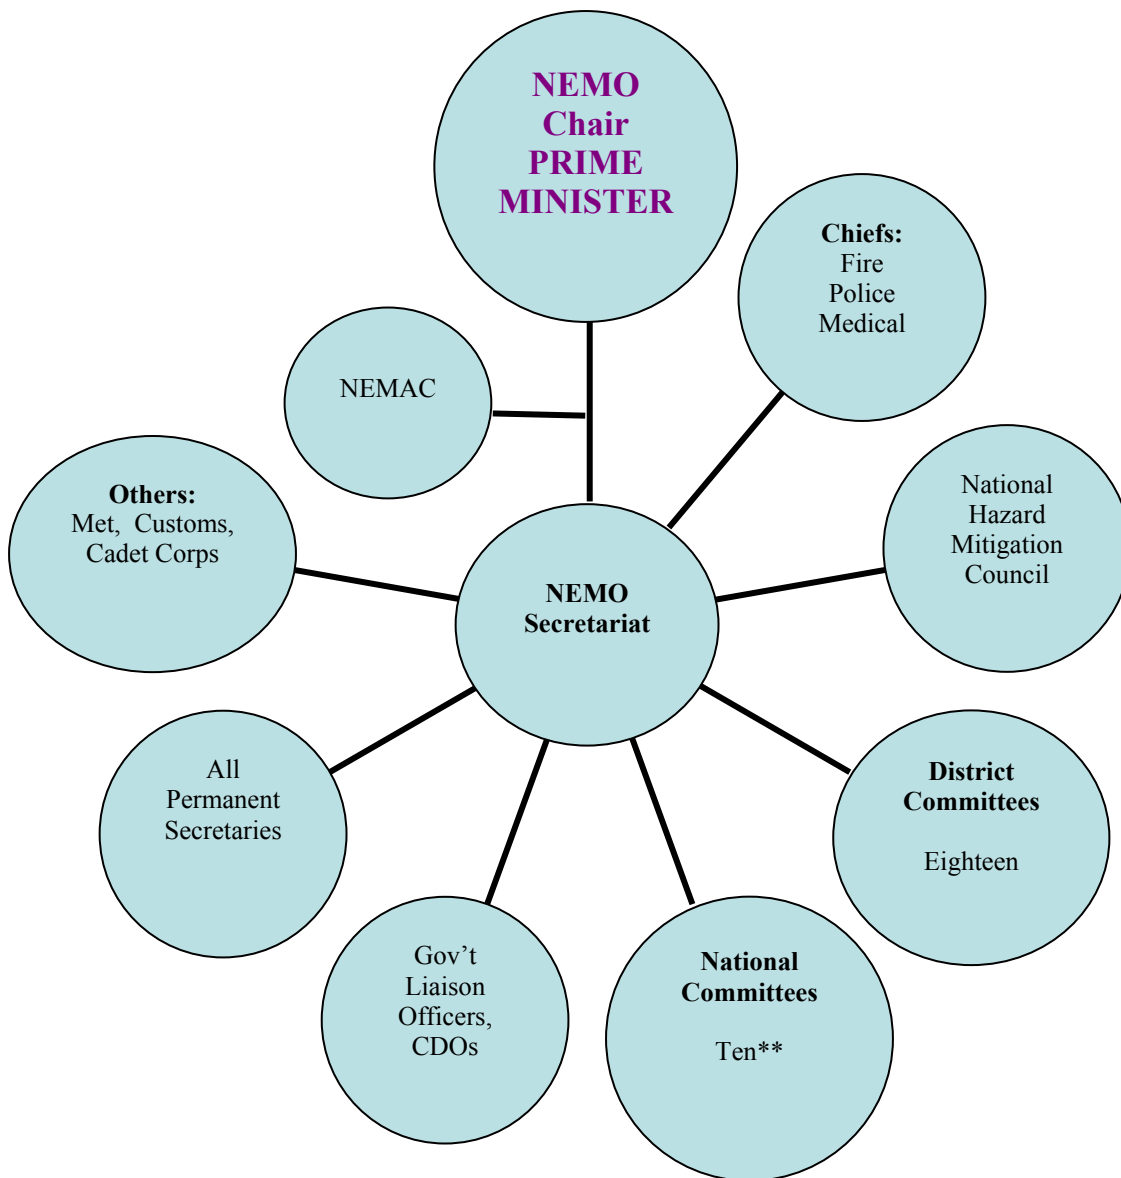 NEMO
Chair
PRIME
MINISTER
Chiefs:
Fire
Police
Medical
NEMAC
National
Hazard
Mitigation
Council
Others:
Met, Customs,
Cadet Corps
NEMO
Secretariat
All
Permanent
Secretaries
District
Committees
Eighteen
Gov’t
Liaison
Officers,
CDOs
National
Committees
Ten**